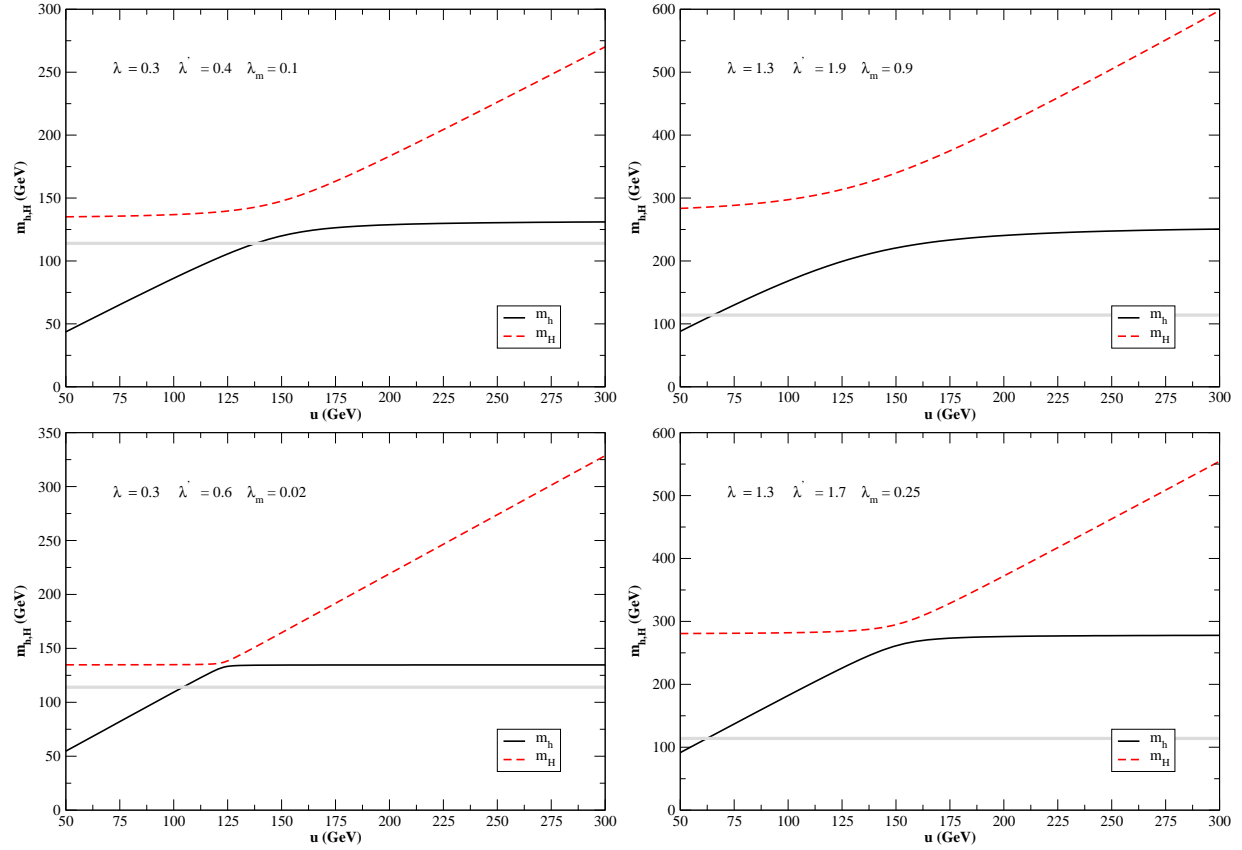 300
250
200
150
100
50
0
m_{h,H} (GeV)
λ = 0.3 λ' = 0.4 λ_m = 0.1
m_h
m_H
50 75 100 125 150 175 200 225 250 275 300
u (GeV)
600
500
400
300
200
100
0
m_{h,H} (GeV)
λ = 1.3 λ' = 1.9 λ_m = 0.9
m_h
m_H
50 75 100 125 150 175 200 225 250 275 300
u (GeV)
350
300
250
200
150
100
50
0
m_{h,H} (GeV)
λ = 0.3 λ' = 0.6 λ_m = 0.02
m_h
m_H
50 75 100 125 150 175 200 225 250 275 300
u (GeV)
600
500
400
300
200
100
0
m_{h,H} (GeV)
λ = 1.3 λ' = 1.7 λ_m = 0.25
m_h
m_H
50 75 100 125 150 175 200 225 250 275 300
u (GeV)